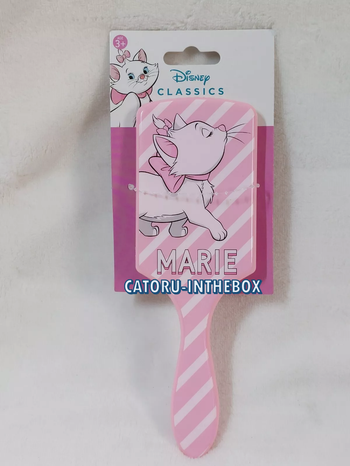 3+
Disney
CLASSICS
MARIE
CATORU-INTHEBOX